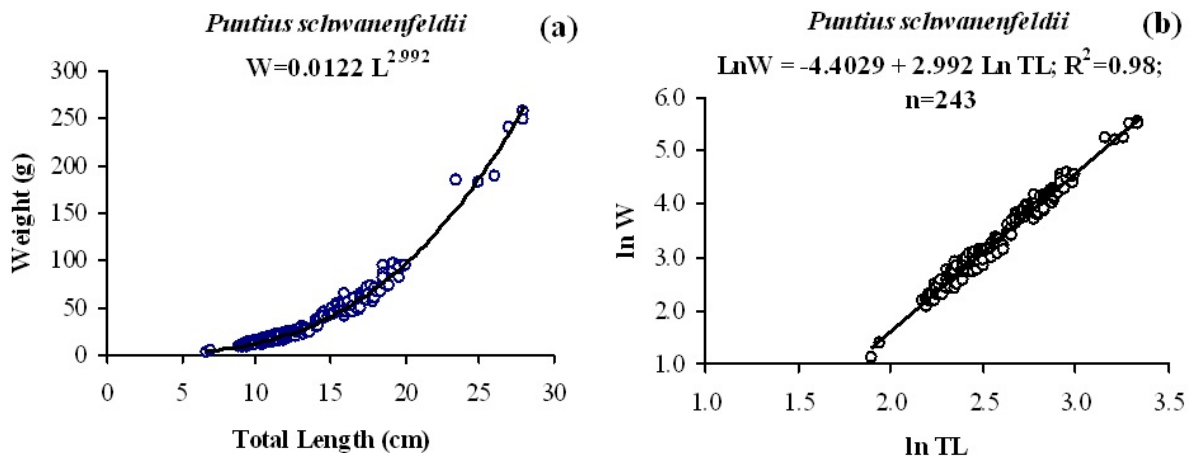 Puntius schwanenfeldii (a)
W=0.0122 L^2.992
300
250
200
150
100
50
0
Weight (g)
0 5 10 15 20 25 30
Total Length (cm)
Puntius schwanenfeldii (b)
LnW = -4.4029 + 2.992 Ln TL; R²=0.98;
n=243
6.0
5.0
4.0
3.0
2.0
1.0
ln W
1.0 1.5 2.0 2.5 3.0 3.5
ln TL